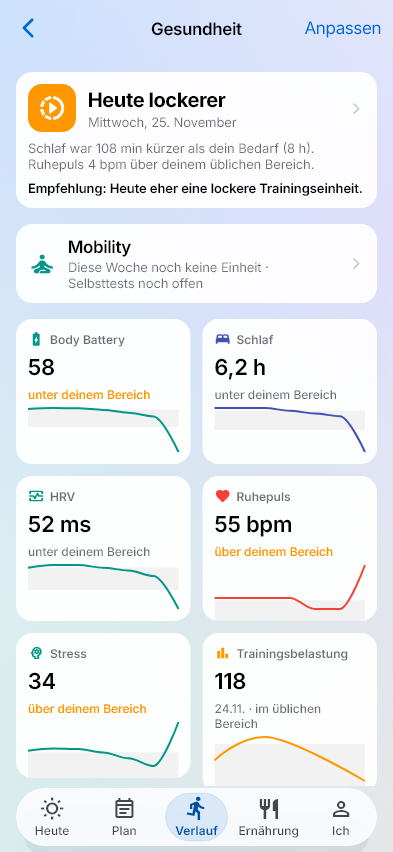 Gesundheit
Anpassen
Heute lockerer
Mittwoch, 25. November
Schlaf war 108 min kürzer als dein Bedarf (8 h).
Ruhepuls 4 bpm über deinem üblichen Bereich.
Empfehlung: Heute eher eine lockere Trainingseinheit.
Mobility
Diese Woche noch keine Einheit ·
Selbsttests noch offen
Body Battery
58
unter deinem Bereich
Schlaf
6,2 h
unter deinem Bereich
HRV
52 ms
unter deinem Bereich
Ruhepuls
55 bpm
über deinem Bereich
Stress
34
über deinem Bereich
Trainingsbelastung
118
24.11. · im üblichen
Bereich
Heute
Plan
Verlauf
Ernährung
Ich